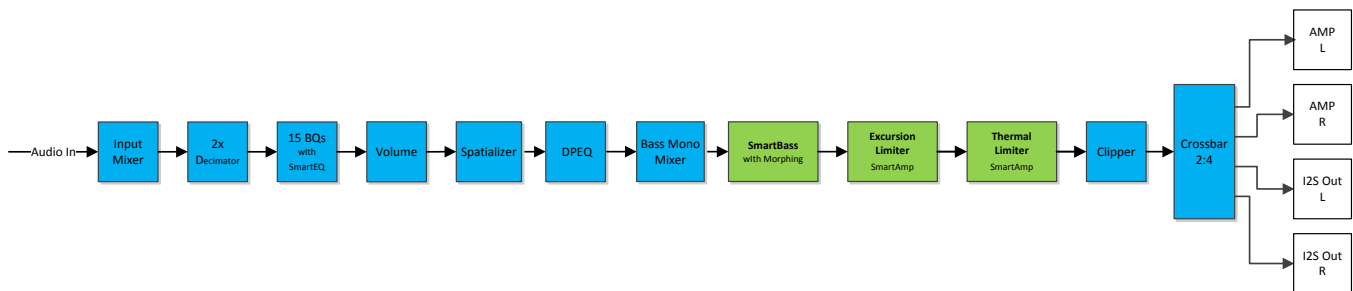 Audio In
Input
Mixer
2x
Decimator
15 BQs
with
SmartEQ
Volume
Spatializer
DPEQ
Bass Mono
Mixer
SmartBass
with Morphing
Excursion
Limiter
SmartAmp
Thermal
Limiter
SmartAmp
Clipper
Crossbar
2:4
AMP
L
AMP
R
I2S Out
L
I2S Out
R